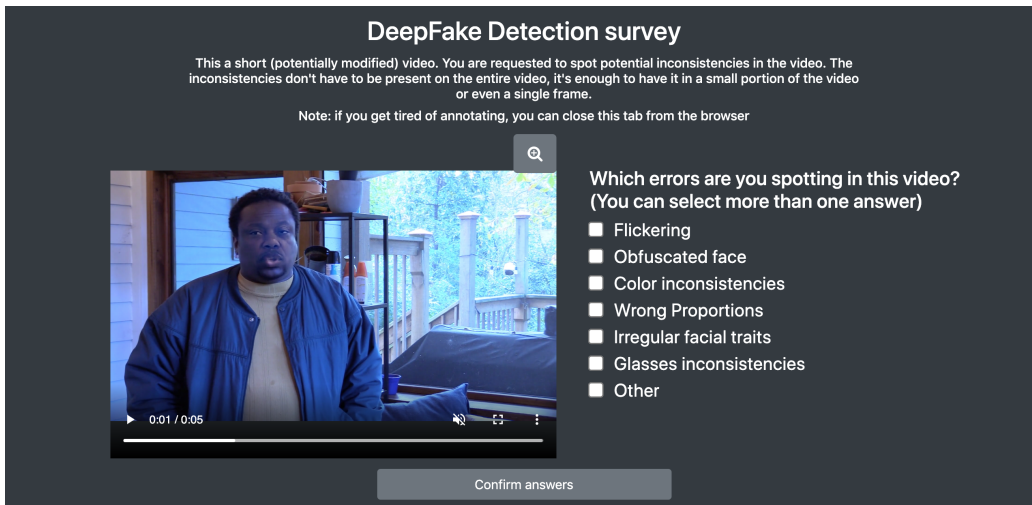 DeepFake Detection survey
This a short (potentially modified) video. You are requested to spot potential inconsistencies in the video. The
inconsistencies don't have to be present on the entire video, it's enough to have it in a small portion of the video
or even a single frame.
Note: if you get tired of annotating, you can close this tab from the browser
Which errors are you spotting in this video?
(You can select more than one answer)
Flickering
Obfuscated face
Color inconsistencies
Wrong Proportions
Irregular facial traits
Glasses inconsistencies
Other
0:01 / 0:05
Confirm answers